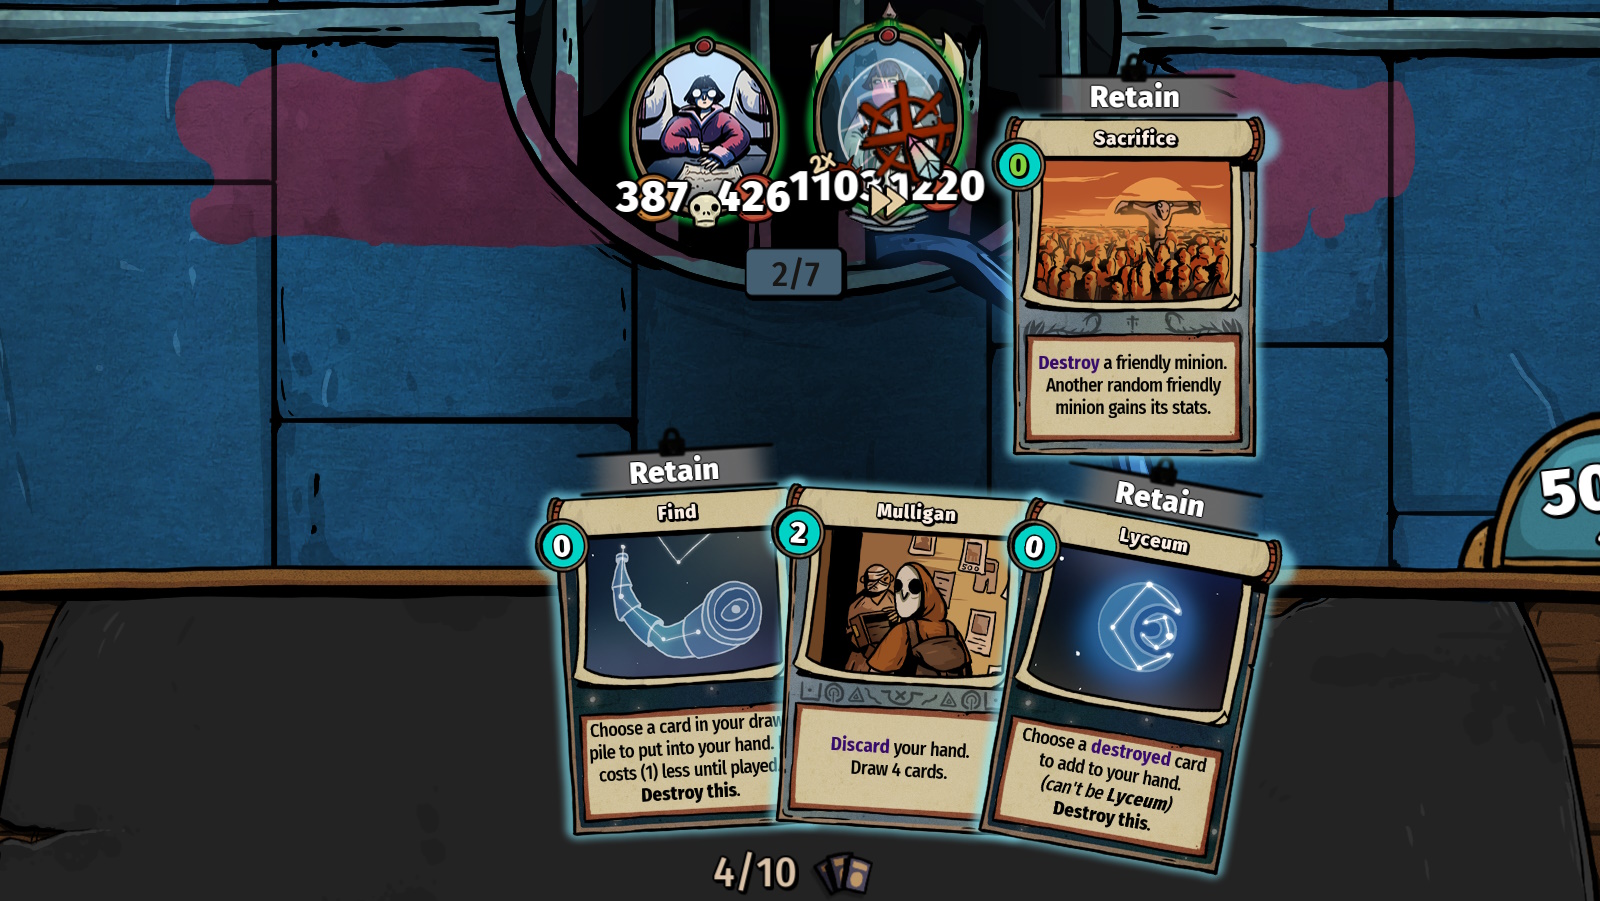 Retain
Sacrifice
0
Destroy a friendly minion.
Another random friendly
minion gains its stats.
387
426
2x
1103
1220
2/7
Retain
Find
0
Choose a card in your draw
pile to put into your hand.
costs (1) less until played.
Destroy this.
Mulligan
2
Discard your hand.
Draw 4 cards.
Retain
Lyceum
0
Choose a destroyed card
to add to your hand.
(can't be Lyceum)
Destroy this.
50
4/10